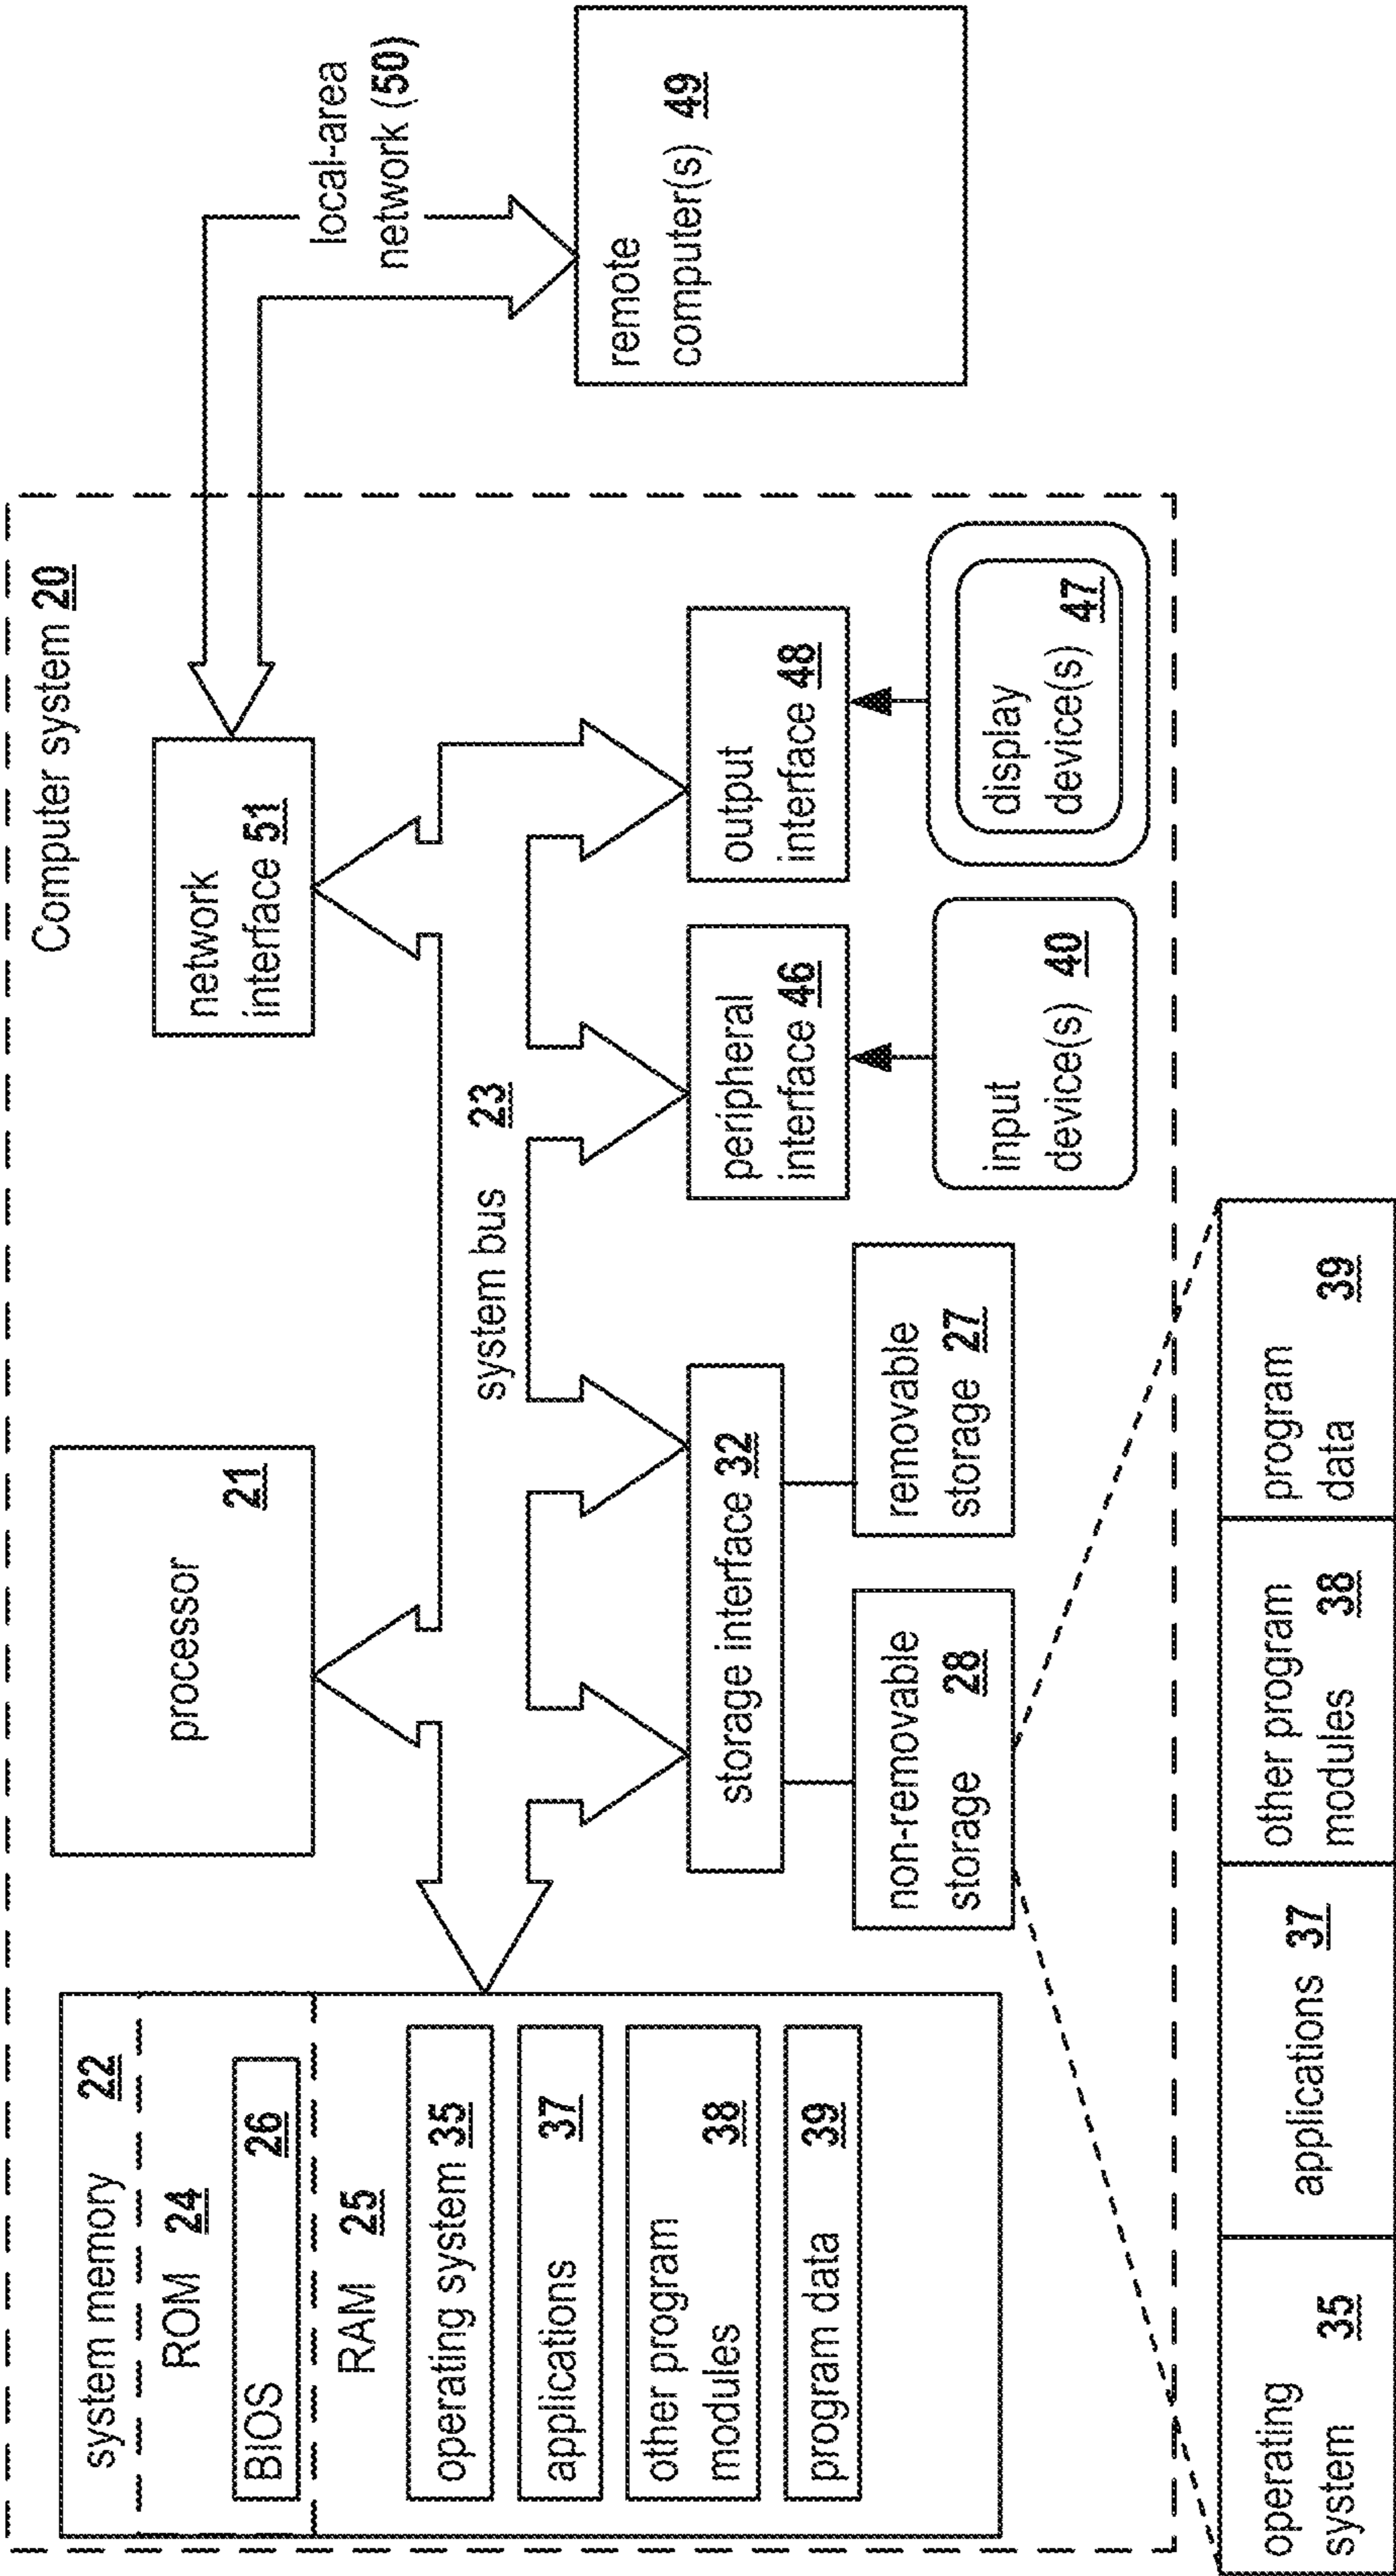 Computer system 20
system memory 22
ROM 24
BIOS 26
RAM 25
operating system 35
applications 37
other program
modules 38
program data 39
processor
21
network
interface 51
system bus 23
storage interface 32
non-removable
storage 28
removable
storage 27
peripheral
interface 46
output
interface 48
input
device(s) 40
display
device(s) 47
local-area
network (50)
remote
computer(s) 49
operating
system 35
applications 37
other program
modules 38
program
data 39